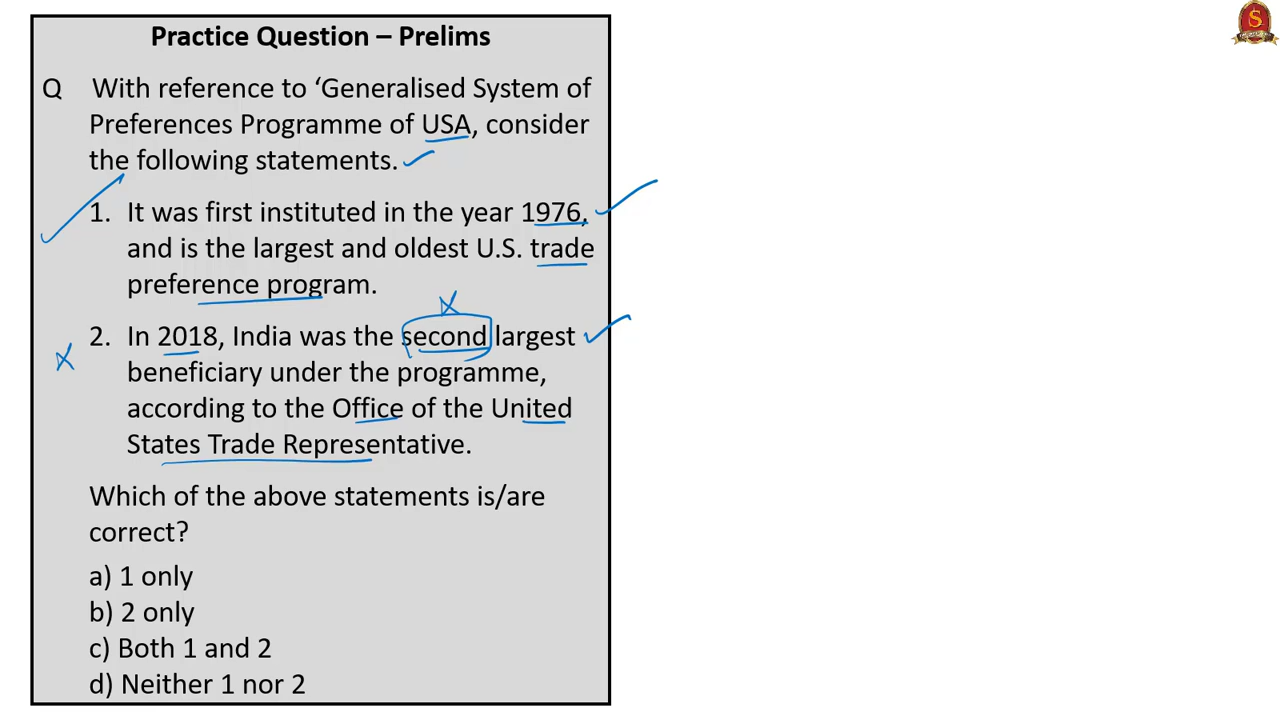 Practice Question – Prelims
Q With reference to ‘Generalised System of
Preferences Programme of USA, consider
the following statements.
1. It was first instituted in the year 1976,
and is the largest and oldest U.S. trade
preference program.
2. In 2018, India was the second largest
beneficiary under the programme,
according to the Office of the United
States Trade Representative.
Which of the above statements is/are
correct?
a) 1 only
b) 2 only
c) Both 1 and 2
d) Neither 1 nor 2
S